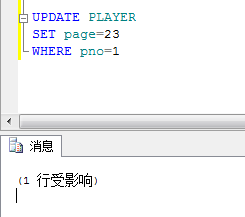 UPDATE PLAYER
SET page=23
WHERE pno=1
消息
(1 行受影响)